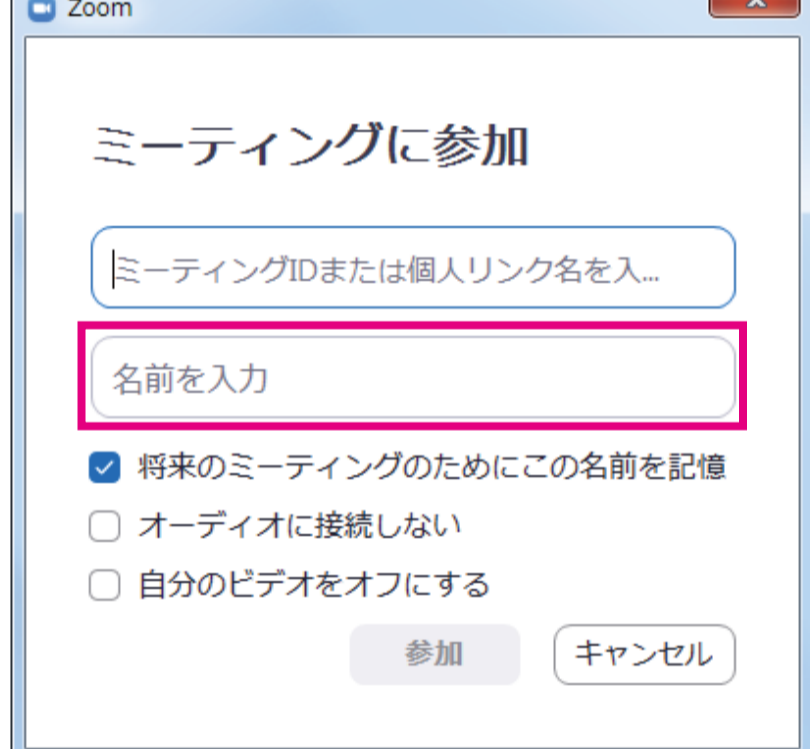 Zoom
ミーティングに参加
ミーティングIDまたは個人リンク名を入...
名前を入力
将来のミーティングのためにこの名前を記憶
オーディオに接続しない
自分のビデオをオフにする
参加
キャンセル